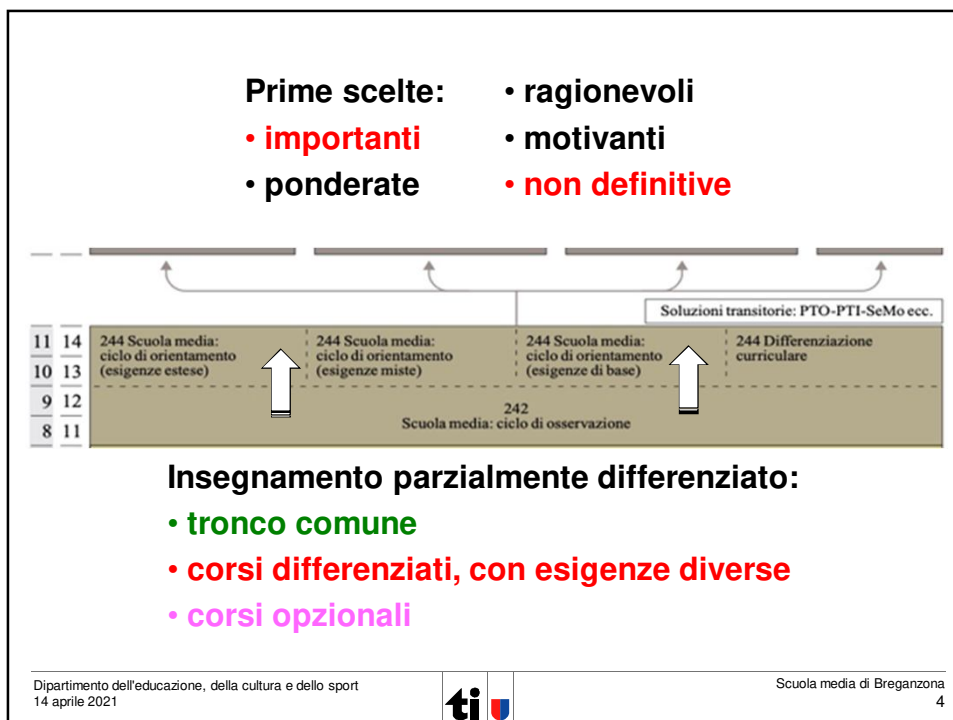 Prime scelte:
• importanti
• ponderate
• ragionevoli
• motivanti
• non definitive
Soluzioni transitorie: PTO-PTI-SeMo ecc.
11 14
10 13
9 12
8 11
244 Scuola media:
ciclo di orientamento
(esigenze estese)
244 Scuola media:
ciclo di orientamento
(esigenze miste)
244 Scuola media:
ciclo di orientamento
(esigenze di base)
244 Differenziazione
curriculare
242
Scuola media: ciclo di osservazione
Insegnamento parzialmente differenziato:
• tronco comune
• corsi differenziati, con esigenze diverse
• corsi opzionali
Dipartimento dell'educazione, della cultura e dello sport
14 aprile 2021
ti
Scuola media di Breganzona
4